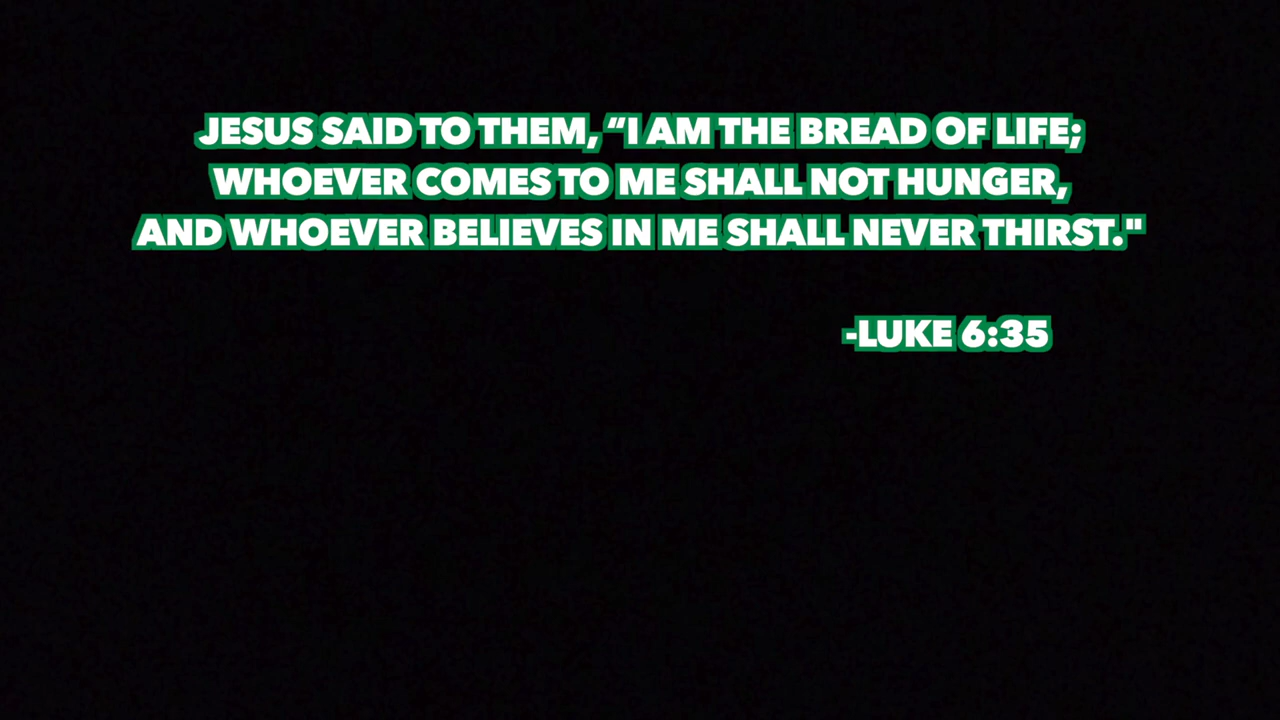 JESUS SAID TO THEM, “I AM THE BREAD OF LIFE;
WHOEVER COMES TO ME SHALL NOT HUNGER,
AND WHOEVER BELIEVES IN ME SHALL NEVER THIRST."
-LUKE 6:35